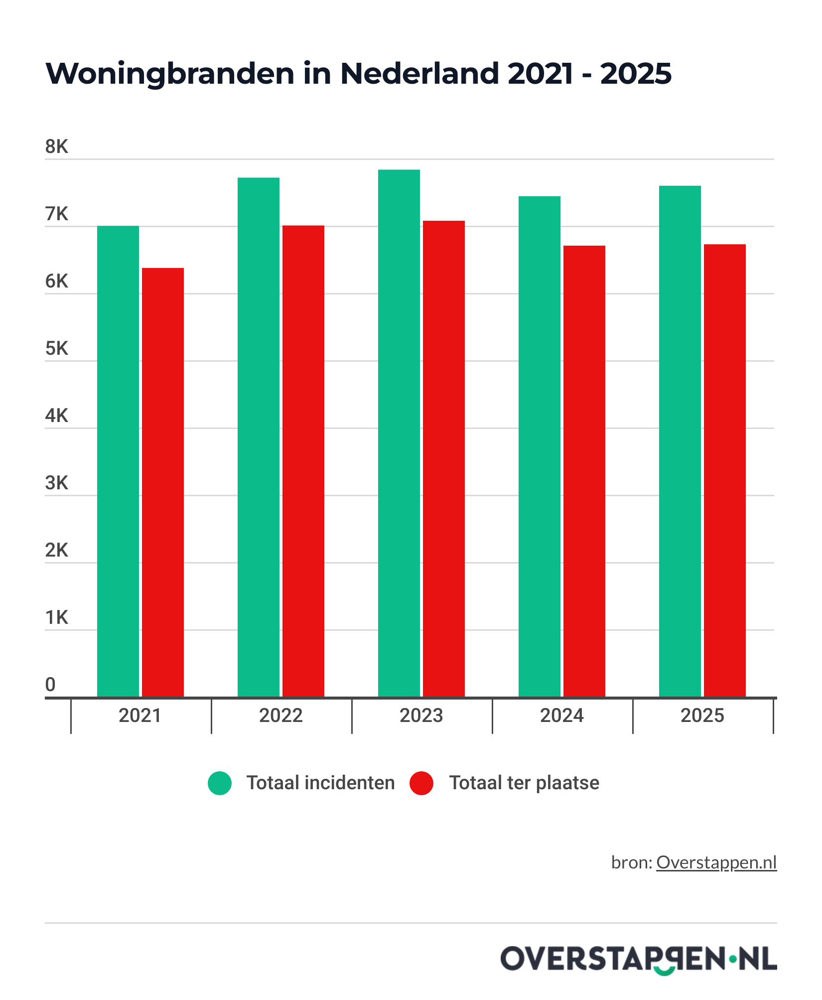 Woningbranden in Nederland 2021 - 2025
8K
7K
6K
5K
4K
3K
2K
1K
0
2021 2022 2023 2024 2025
Totaal incidenten Totaal ter plaatse
bron: Overstappen.nl
OVERSTAPPEN.NL